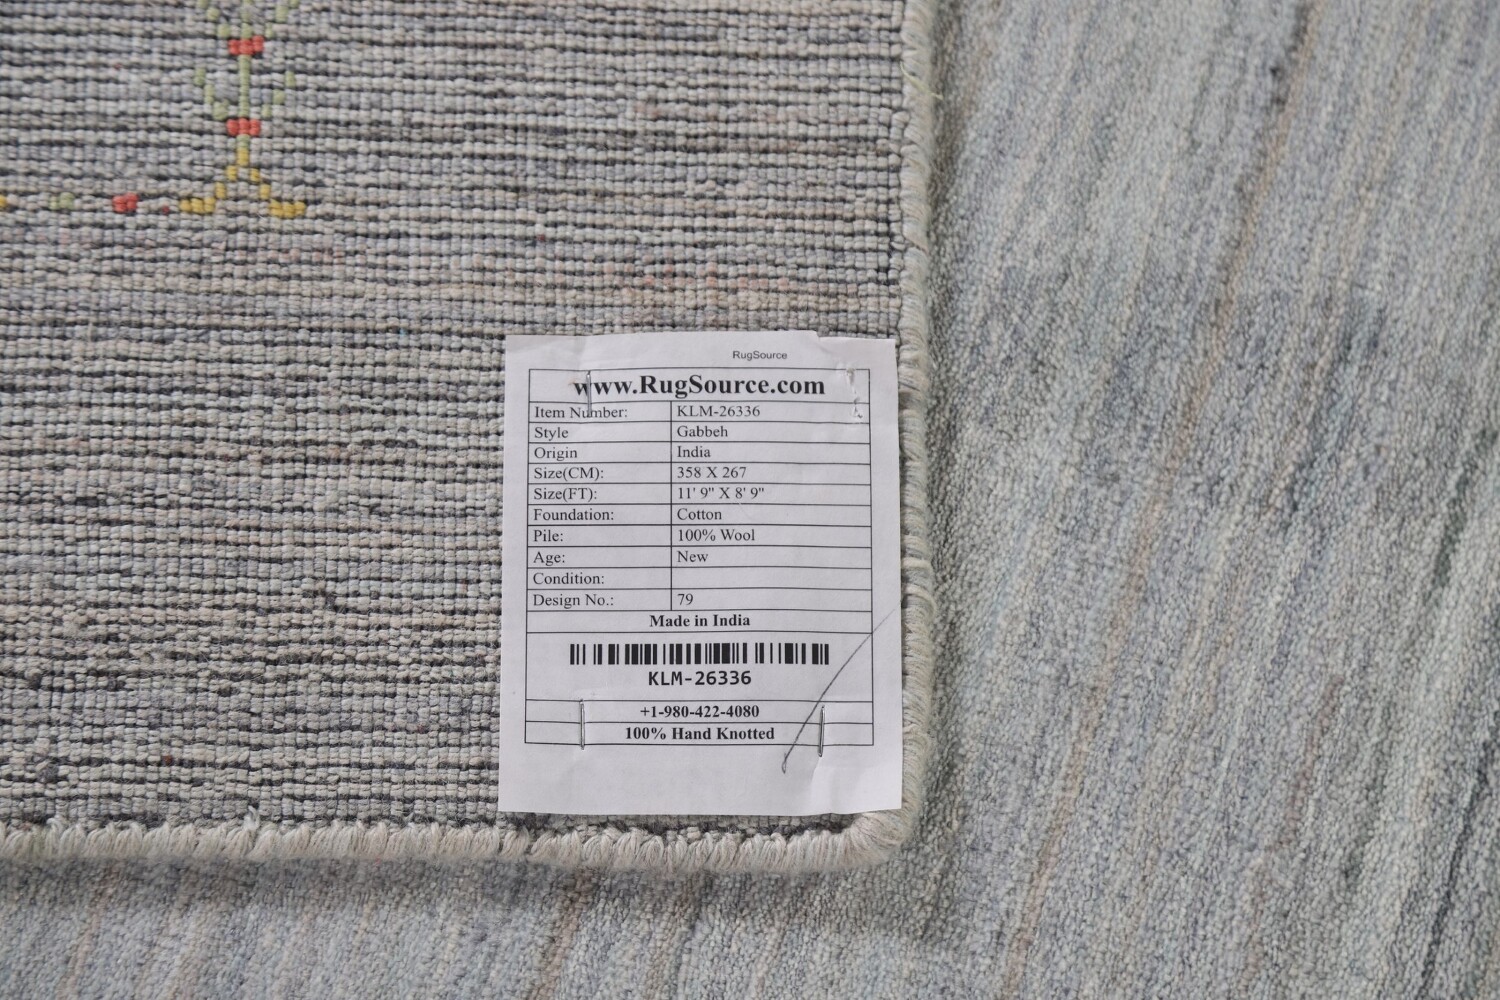 RugSource
www.RugSource.com
Item Number: KLM-26336
Style Gabbeh
Origin India
Size(CM): 358 X 267
Size(FT): 11' 9" X 8' 9"
Foundation: Cotton
Pile: 100% Wool
Age: New
Condition:
Design No.: 79
Made in India
KLM-26336
+1-980-422-4080
100% Hand Knotted